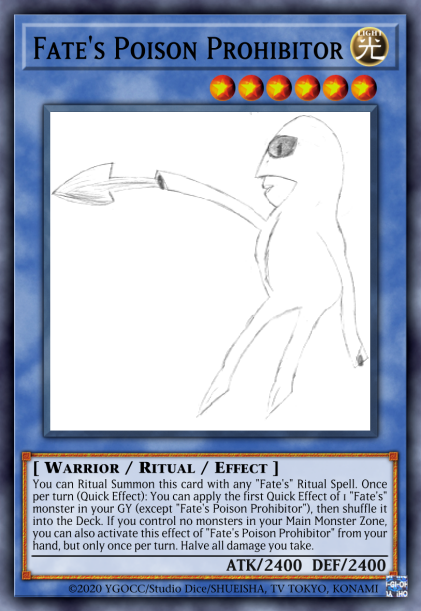 Fate's Poison Prohibitor
LIGHT
光
[ Warrior / Ritual / Effect ]
You can Ritual Summon this card with any "Fate's" Ritual Spell. Once
per turn (Quick Effect): You can apply the first Quick Effect of 1 "Fate's"
monster in your GY (except "Fate's Poison Prohibitor"), then shuffle it
into the Deck. If you control no monsters in your Main Monster Zone,
you can also activate this effect of "Fate's Poison Prohibitor" from your
hand, but only once per turn. Halve all damage you take.
ATK/2400 DEF/2400
©2020 YGOCC/Studio Dice/SHUEISHA, TV TOKYO, KONAMI